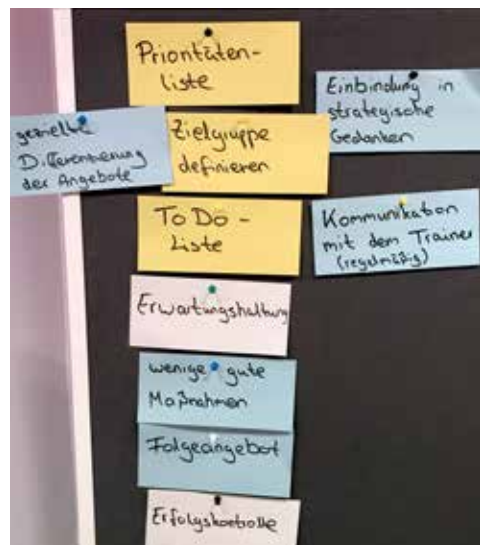 Prioritäten-
liste
Einbindung in
strategische
Gedanken
gezielte
Differenzierung
der Angebote
Zielgruppe
definieren
To Do -
Liste
Kommunikation
mit dem Trainer
(regelmäßig)
Erwartungshaltung
wenige gute
Maßnahmen
Folgeangebot
Erfolgskontrolle